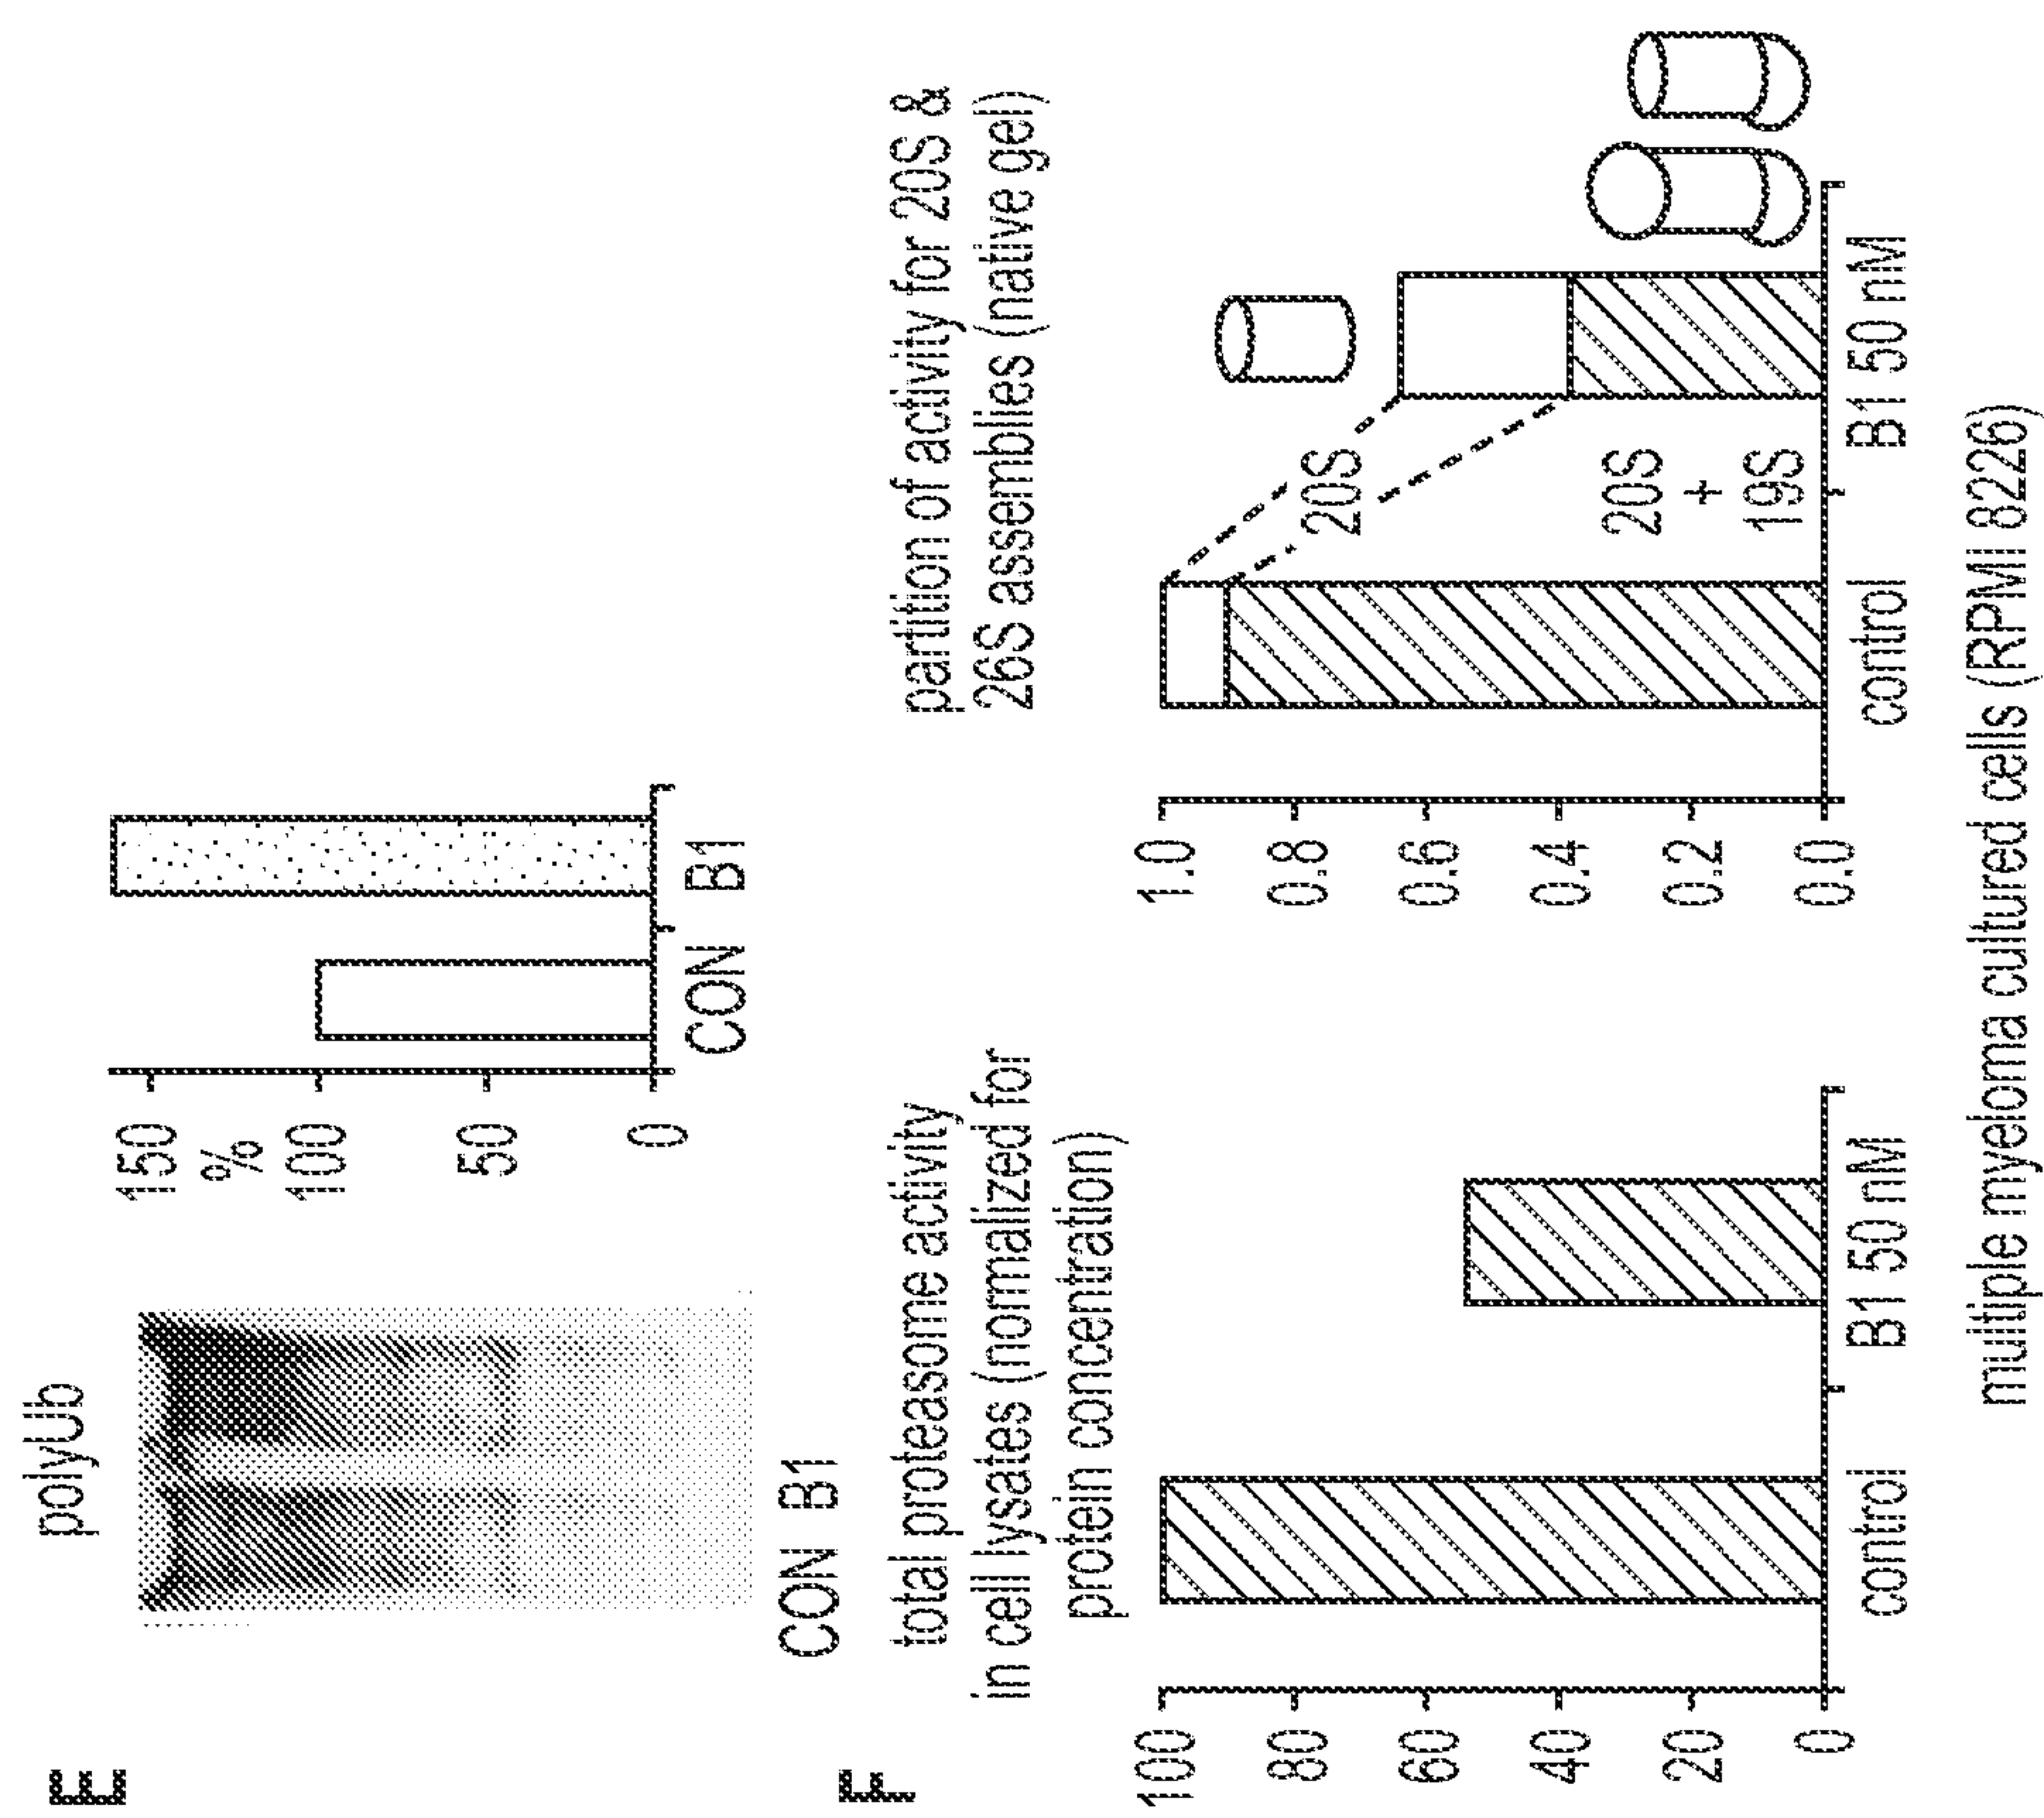 E
polyUb
CON B1
150
%
100
50
0
CON B1
F
total proteasome activity
in cell lysates (normalized for
protein concentration)
100
80
60
40
20
0
control
B1 50 nM
partition of activity for 20S &
26S assemblies (native gel)
1.0
0.8
0.6
0.4
0.2
0.0
20S
20S
+
19S
control
B1 50 nM
multiple myeloma cultured cells (RPMI 8226)